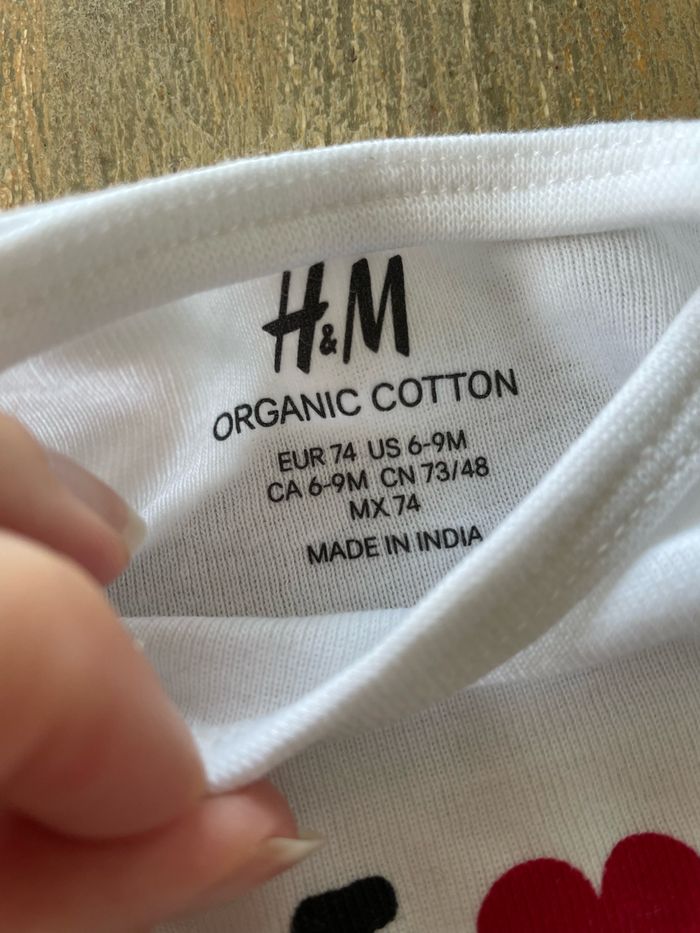 H&M
ORGANIC COTTON
EUR 74 US 6-9M
CA 6-9M CN 73/48
MX 74
MADE IN INDIA